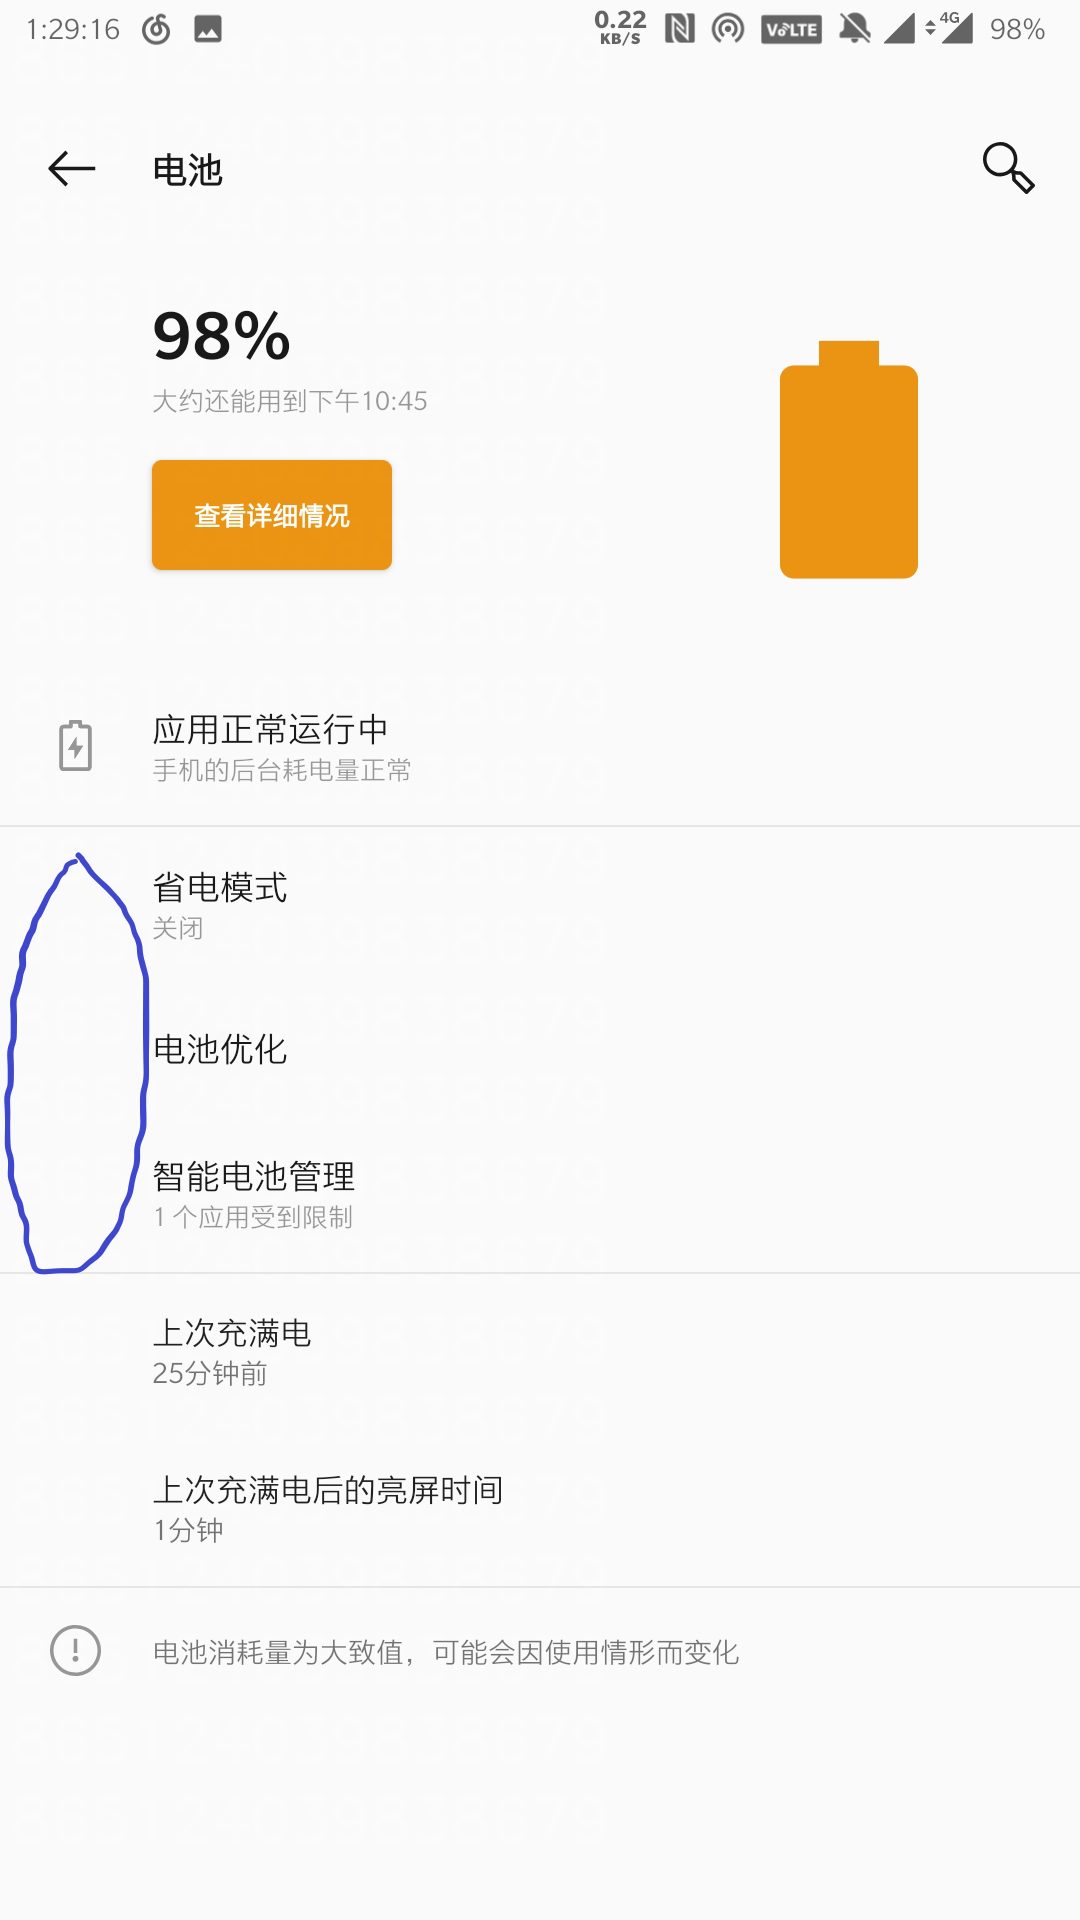 1:29:16 0.22 KB/S VoLTE 4G 98%
电池
98%
大约还能用到下午10:45
查看详细情况
应用正常运行中
手机的后台耗电量正常
省电模式
关闭
电池优化
智能电池管理
1 个应用受到限制
上次充满电
25分钟前
上次充满电后的亮屏时间
1分钟
电池消耗量为大致值，可能会因使用情形而变化